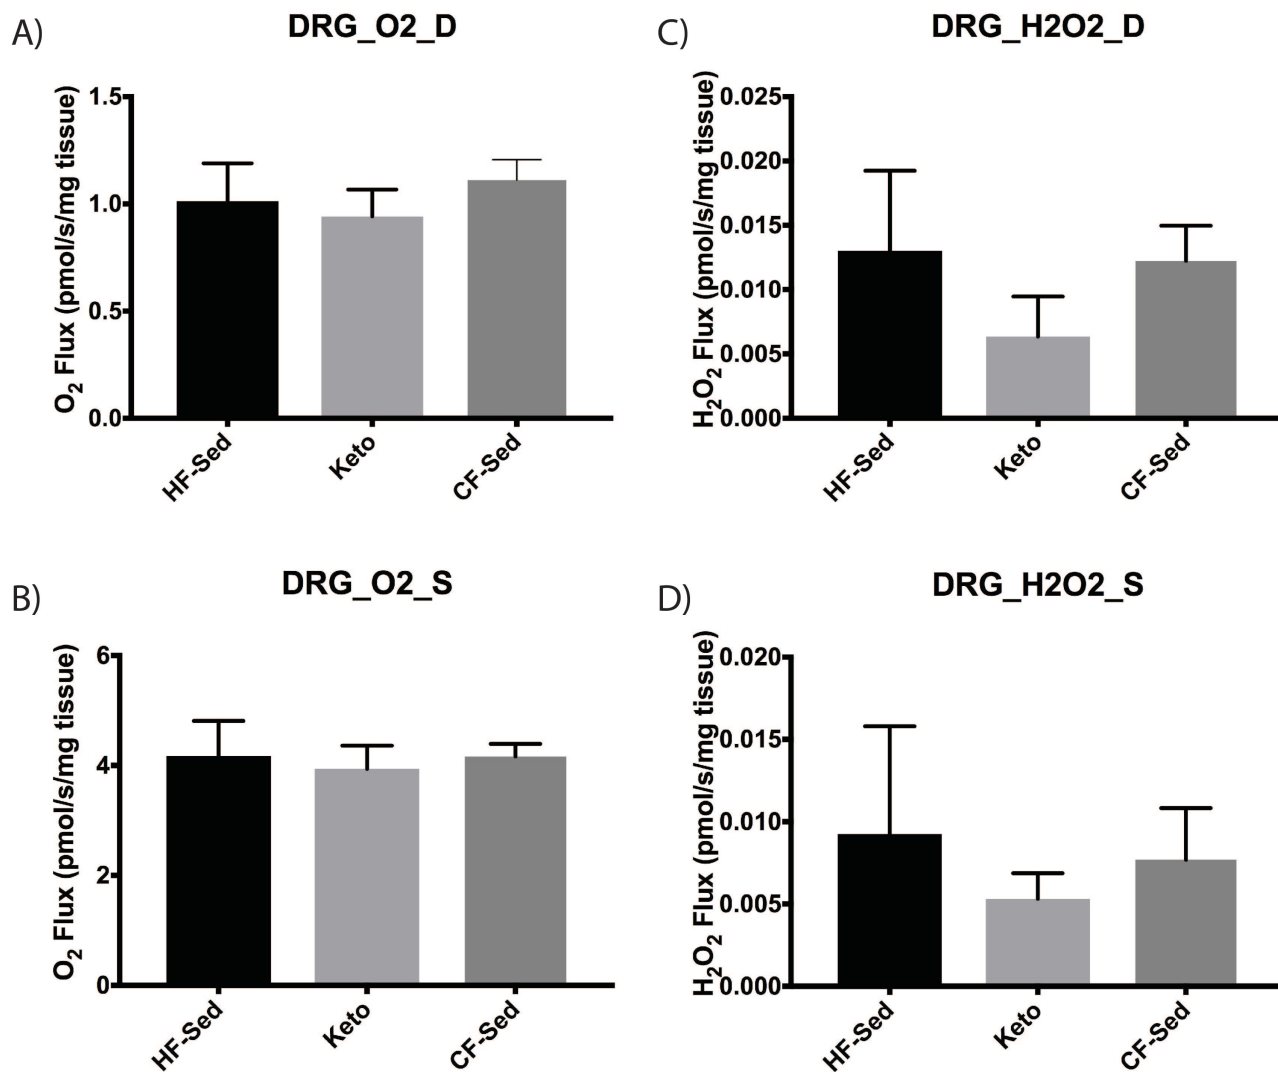 A)
DRG_O2_D
O2 Flux (pmol/s/mg tissue)
1.5
1.0
0.5
0.0
HF-Sed
Keto
CF-Sed
C)
DRG_H2O2_D
H2O2 Flux (pmol/s/mg tissue)
0.025
0.020
0.015
0.010
0.005
0.000
HF-Sed
Keto
CF-Sed
B)
DRG_O2_S
O2 Flux (pmol/s/mg tissue)
6
4
2
0
HF-Sed
Keto
CF-Sed
D)
DRG_H2O2_S
H2O2 Flux (pmol/s/mg tissue)
0.020
0.015
0.010
0.005
0.000
HF-Sed
Keto
CF-Sed